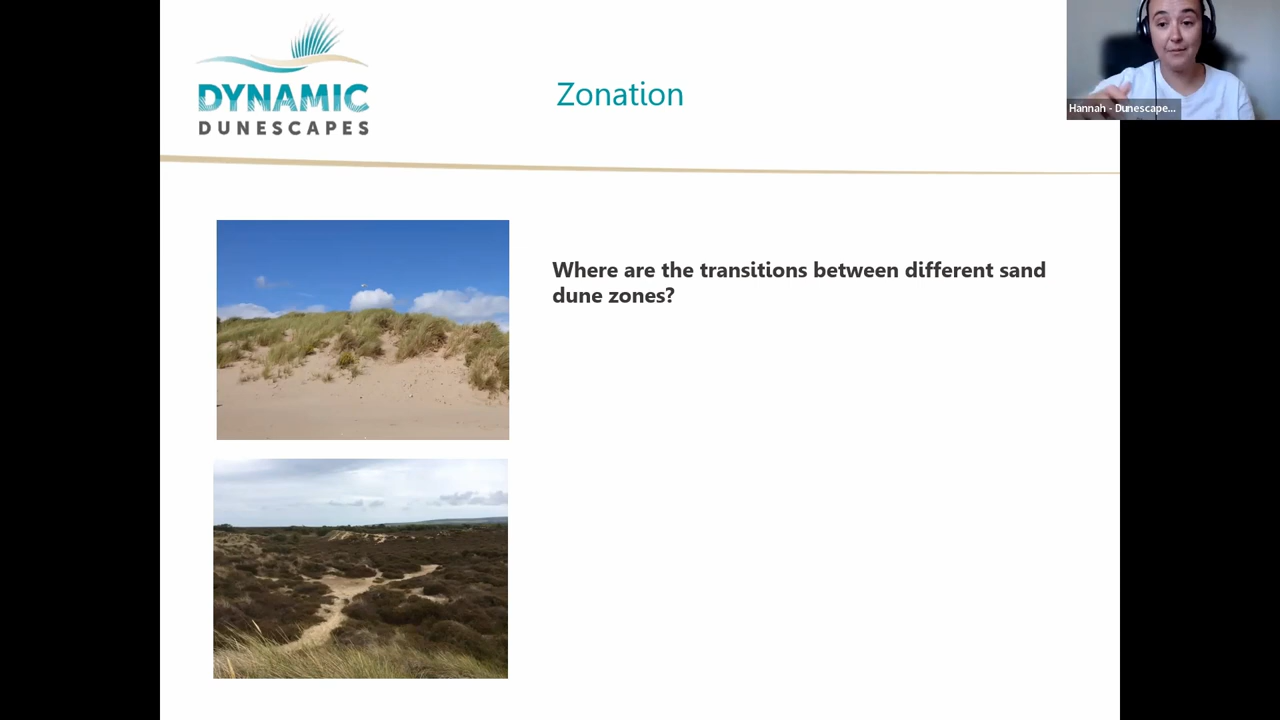 DYNAMIC
DUNESCAPES
Zonation
Hannah - Dunescape...
Where are the transitions between different sand
dune zones?